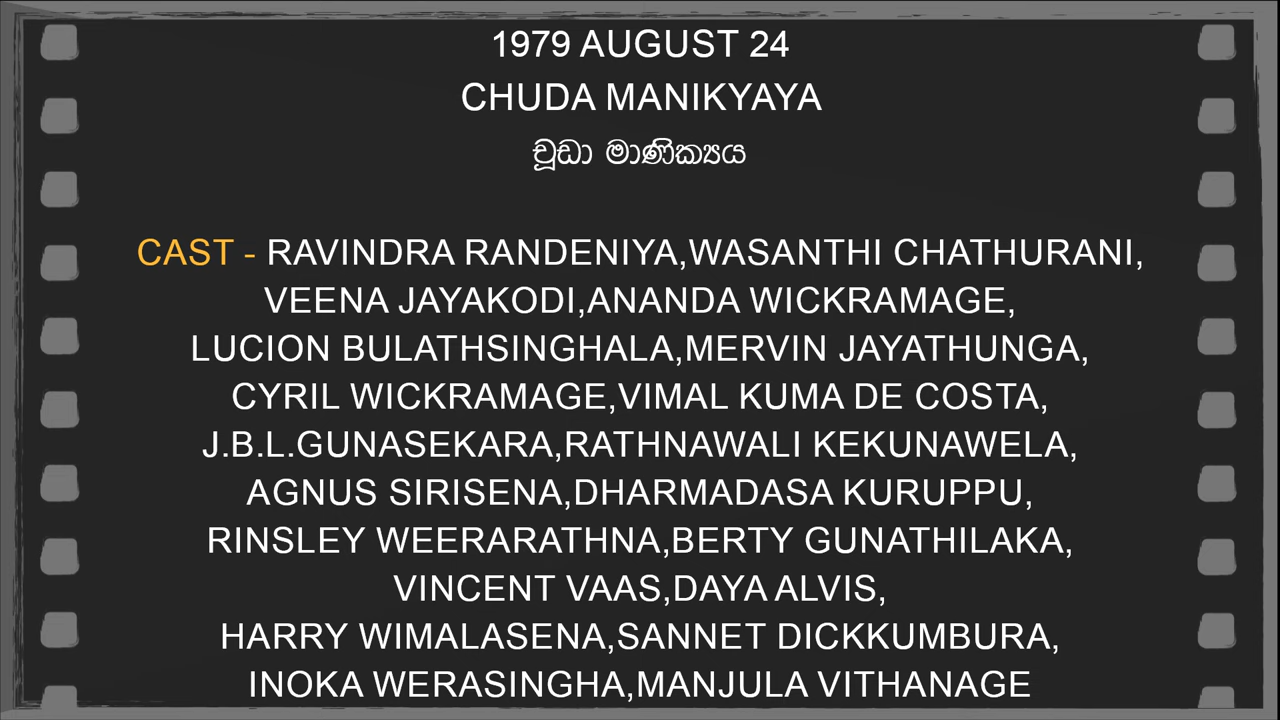 1979 AUGUST 24
CHUDA MANIKYAYA
චූඩා මාණික්‍යය
CAST - RAVINDRA RANDENIYA,WASANTHI CHATHURANI,
VEENA JAYAKODI,ANANDA WICKRAMAGE,
LUCION BULATHSINGHALA,MERVIN JAYATHUNGA,
CYRIL WICKRAMAGE,VIMAL KUMA DE COSTA,
J.B.L.GUNASEKARA,RATHNAWALI KEKUNAWELA,
AGNUS SIRISENA,DHARMADASA KURUPPU,
RINSLEY WEERARATHNA,BERTY GUNATHILAKA,
VINCENT VAAS,DAYA ALVIS,
HARRY WIMALASENA,SANNET DICKKUMBURA,
INOKA WERASINGHA,MANJULA VITHANAGE